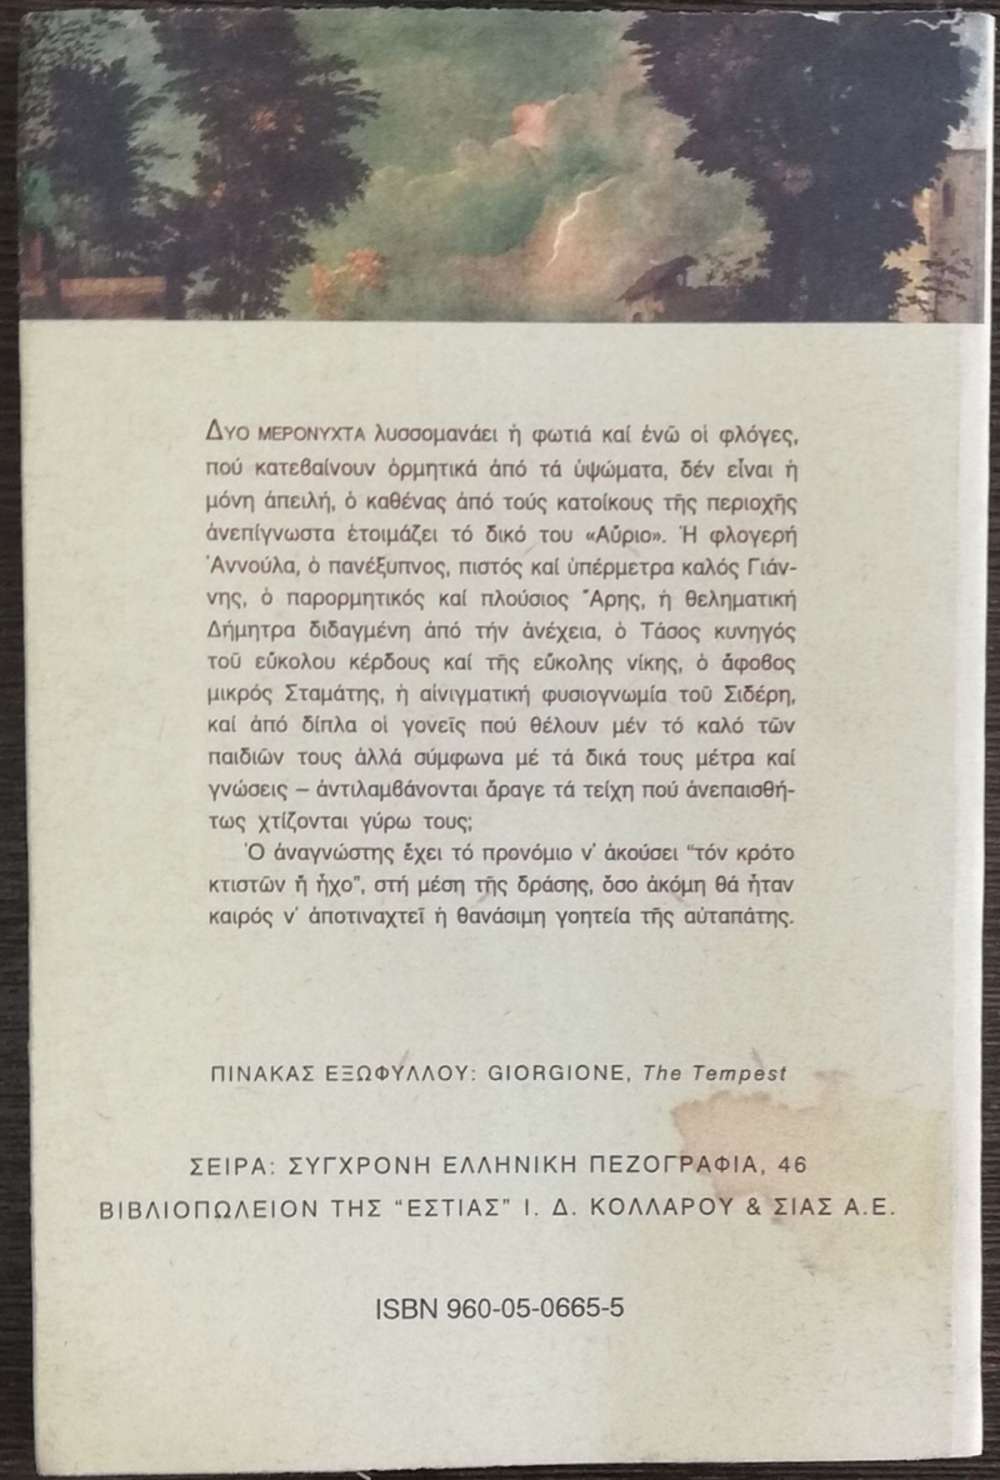 ΔΥΟ ΜΕΡΟΝΥΧΤΑ λυσσομανάει ἡ φωτιά καί ἐνῶ οἱ φλόγες,
πού κατεβαίνουν ὁρμητικά ἀπό τά ὑψώματα, δέν εἶναι ἡ
μόνη ἀπειλή, ὁ καθένας ἀπό τούς κατοίκους τῆς περιοχῆς
ἀνεπίγνωστα ἑτοιμάζει τό δικό του «Αὔριο». Ἡ φλογερή
Ἀννούλα, ὁ πανέξυπνος, πιστός καί ὑπέρμετρα καλός Γιάν-
νης, ὁ παρορμητικός καί πλούσιος Ἄρης, ἡ θεληματική
Δήμητρα διδαγμένη ἀπό τήν ἀνέχεια, ὁ Τάσος κυνηγός
τοῦ εὔκολου κέρδους καί τῆς εὔκολης νίκης, ὁ ἄφοβος
μικρός Σταμάτης, ἡ αἰνιγματική φυσιογνωμία τοῦ Σιδέρη,
καί ἀπό δίπλα οἱ γονεῖς πού θέλουν μέν τό καλό τῶν
παιδιῶν τους ἀλλά σύμφωνα μέ τά δικά τους μέτρα καί
γνώσεις – ἀντιλαμβάνονται ἄραγε τά τείχη πού ἀνεπαισθή-
τως χτίζονται γύρω τους;
Ὁ ἀναγνώστης ἔχει τό προνόμιο ν' ἀκούσει "τόν κρότο
κτιστῶν ἤ ἦχο", στή μέση τῆς δράσης, ὅσο ἀκόμη θά ἦταν
καιρός ν' ἀποτιναχτεῖ ἡ θανάσιμη γοητεία τῆς αὐταπάτης.
ΠΙΝΑΚΑΣ ΕΞΩΦΥΛΛΟΥ: GIORGIONE, The Tempest
ΣΕΙΡΑ: ΣΥΓΧΡΟΝΗ ΕΛΛΗΝΙΚΗ ΠΕΖΟΓΡΑΦΙΑ, 46
ΒΙΒΛΙΟΠΩΛΕΙΟΝ ΤΗΣ "ΕΣΤΙΑΣ" Ι. Δ. ΚΟΛΛΑΡΟΥ & ΣΙΑΣ Α.Ε.
ISBN 960-05-0665-5